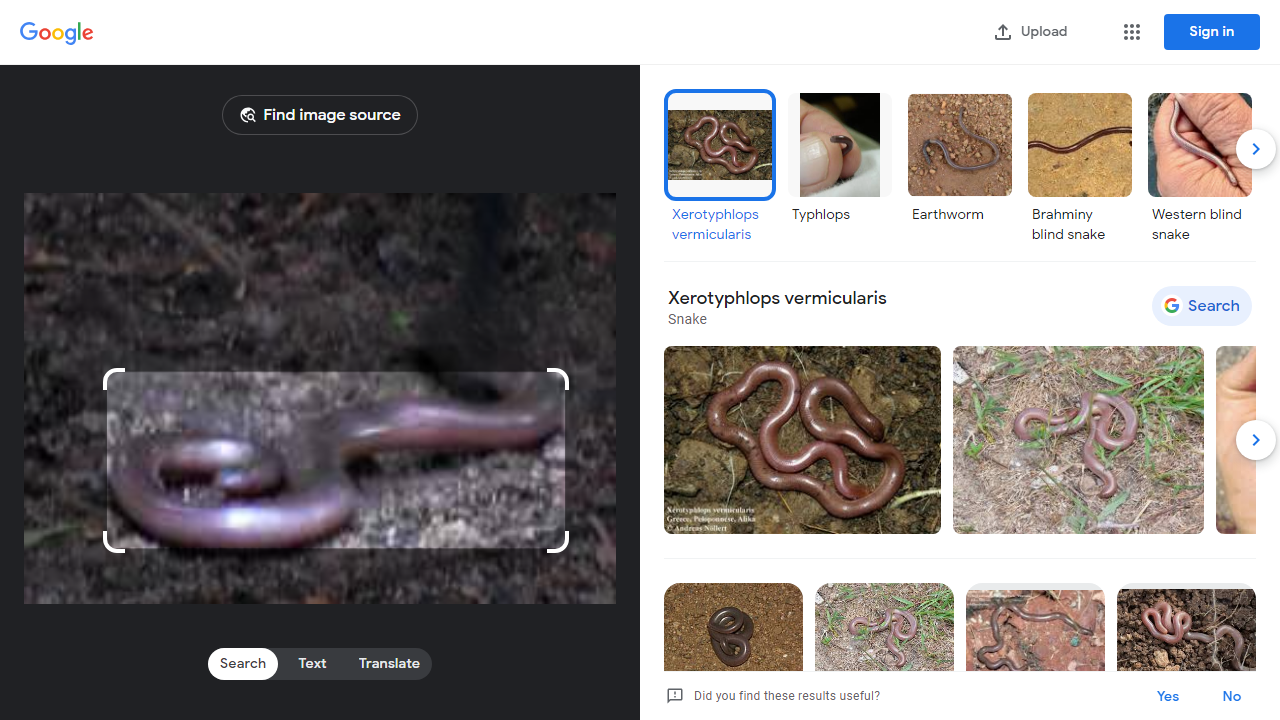 Google
Upload
Sign in
Find image source
Search
Text
Translate
Xerotyphlops
vermicularis
Typhlops
Earthworm
Brahminy
blind snake
Western blind
snake
Xerotyphlops vermicularis
Snake
Search
Xerotyphlops vermicularis
Greece, Peloponnese, Alika
© Andreas Nöllert
Did you find these results useful?
Yes
No